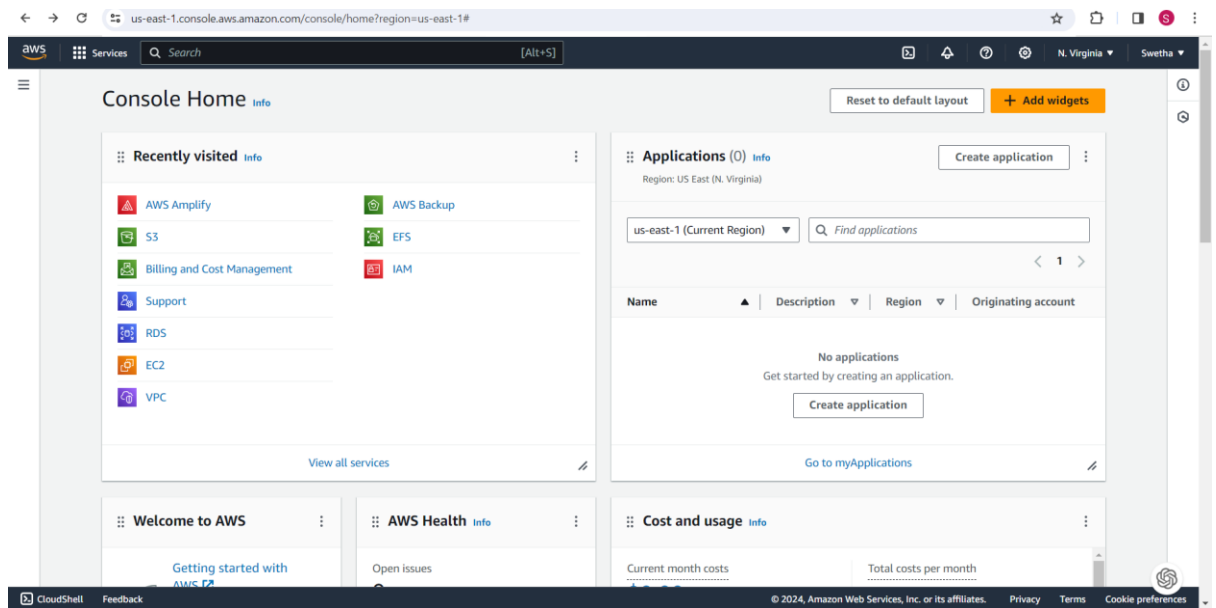 us-east-1.console.aws.amazon.com/console/home?region=us-east-1#
S
aws
Services
Search
[Alt+S]
N. Virginia
Swetha
Console Home Info
Reset to default layout
Add widgets
Recently visited Info
AWS Amplify
S3
Billing and Cost Management
Support
RDS
EC2
VPC
AWS Backup
EFS
IAM
View all services
Applications (0) Info
Region: US East (N. Virginia)
Create application
us-east-1 (Current Region)
Find applications
1
Name Description Region Originating account
No applications
Get started by creating an application.
Create application
Go to myApplications
Welcome to AWS
Getting started with
AWS
AWS Health Info
Open issues
Cost and usage Info
Current month costs
Total costs per month
CloudShell Feedback
© 2024, Amazon Web Services, Inc. or its affiliates. Privacy Terms Cookie preferences